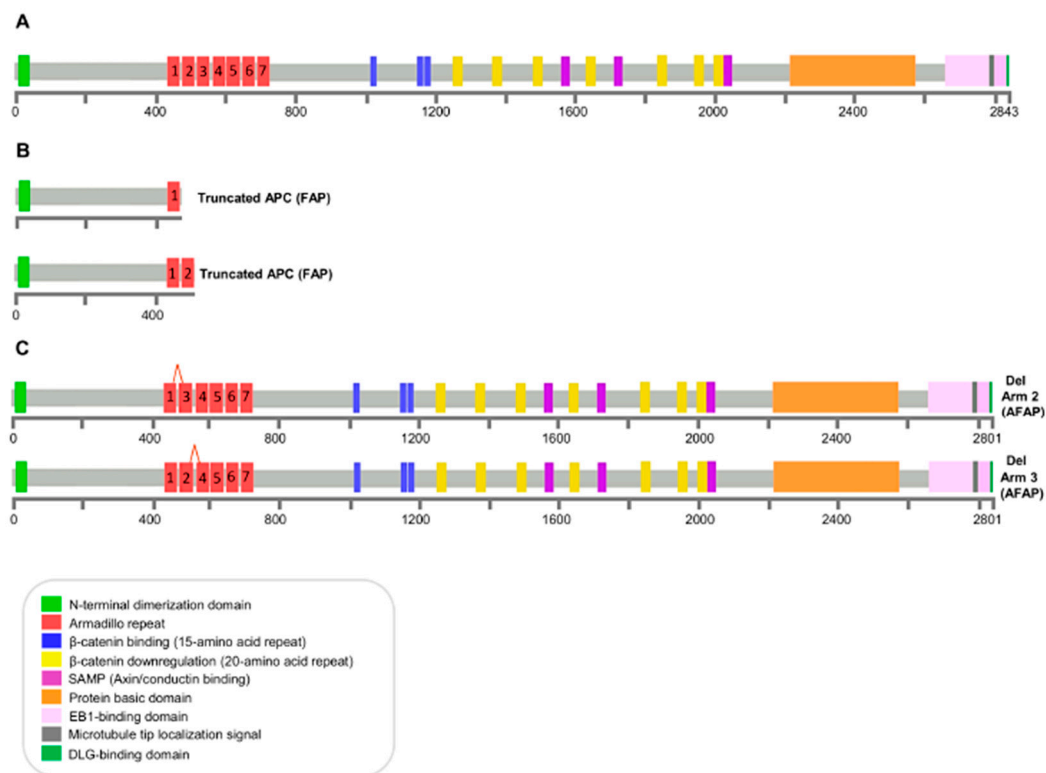 A
1 2 3 4 5 6 7
0 400 800 1200 1600 2000 2400 2843
B
1
Truncated APC (FAP)
1 2
Truncated APC (FAP)
0 400
C
1 3 4 5 6 7
Del
Arm 2
(AFAP)
0 400 800 1200 1600 2000 2400 2801
1 2 4 5 6 7
Del
Arm 3
(AFAP)
0 400 800 1200 1600 2000 2400 2801
N-terminal dimerization domain
Armadillo repeat
β-catenin binding (15-amino acid repeat)
β-catenin downregulation (20-amino acid repeat)
SAMP (Axin/conductin binding)
Protein basic domain
EB1-binding domain
Microtubule tip localization signal
DLG-binding domain